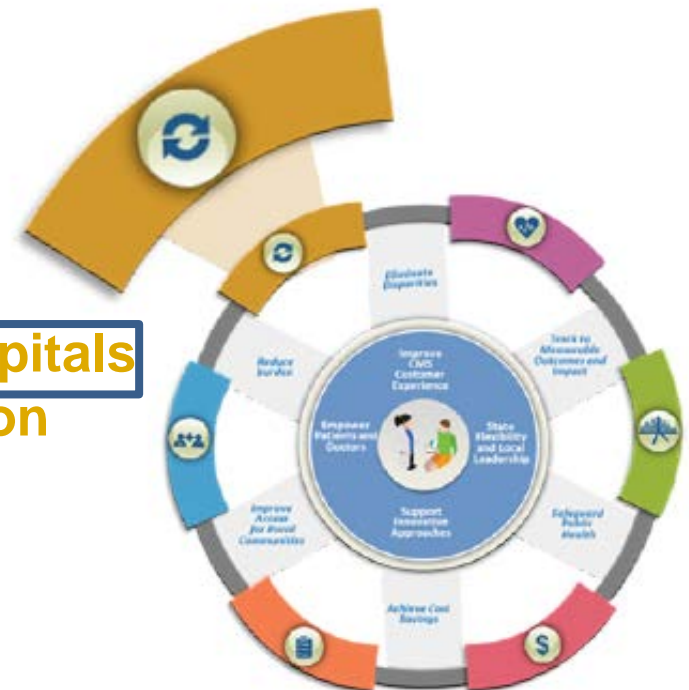 pitals
on
Eliminate
Disparities
Track to
Measurable
Outcomes and
Impact
Safeguard
Public
Health
Achieve Cost
Savings
Improve
Access
for Rural
Communities
Reduce
burden
Improve
CMS
Customer
Experience
State
Flexibility
and Local
Leadership
Support
Innovative
Approaches
Empower
Patients and
Doctors
$